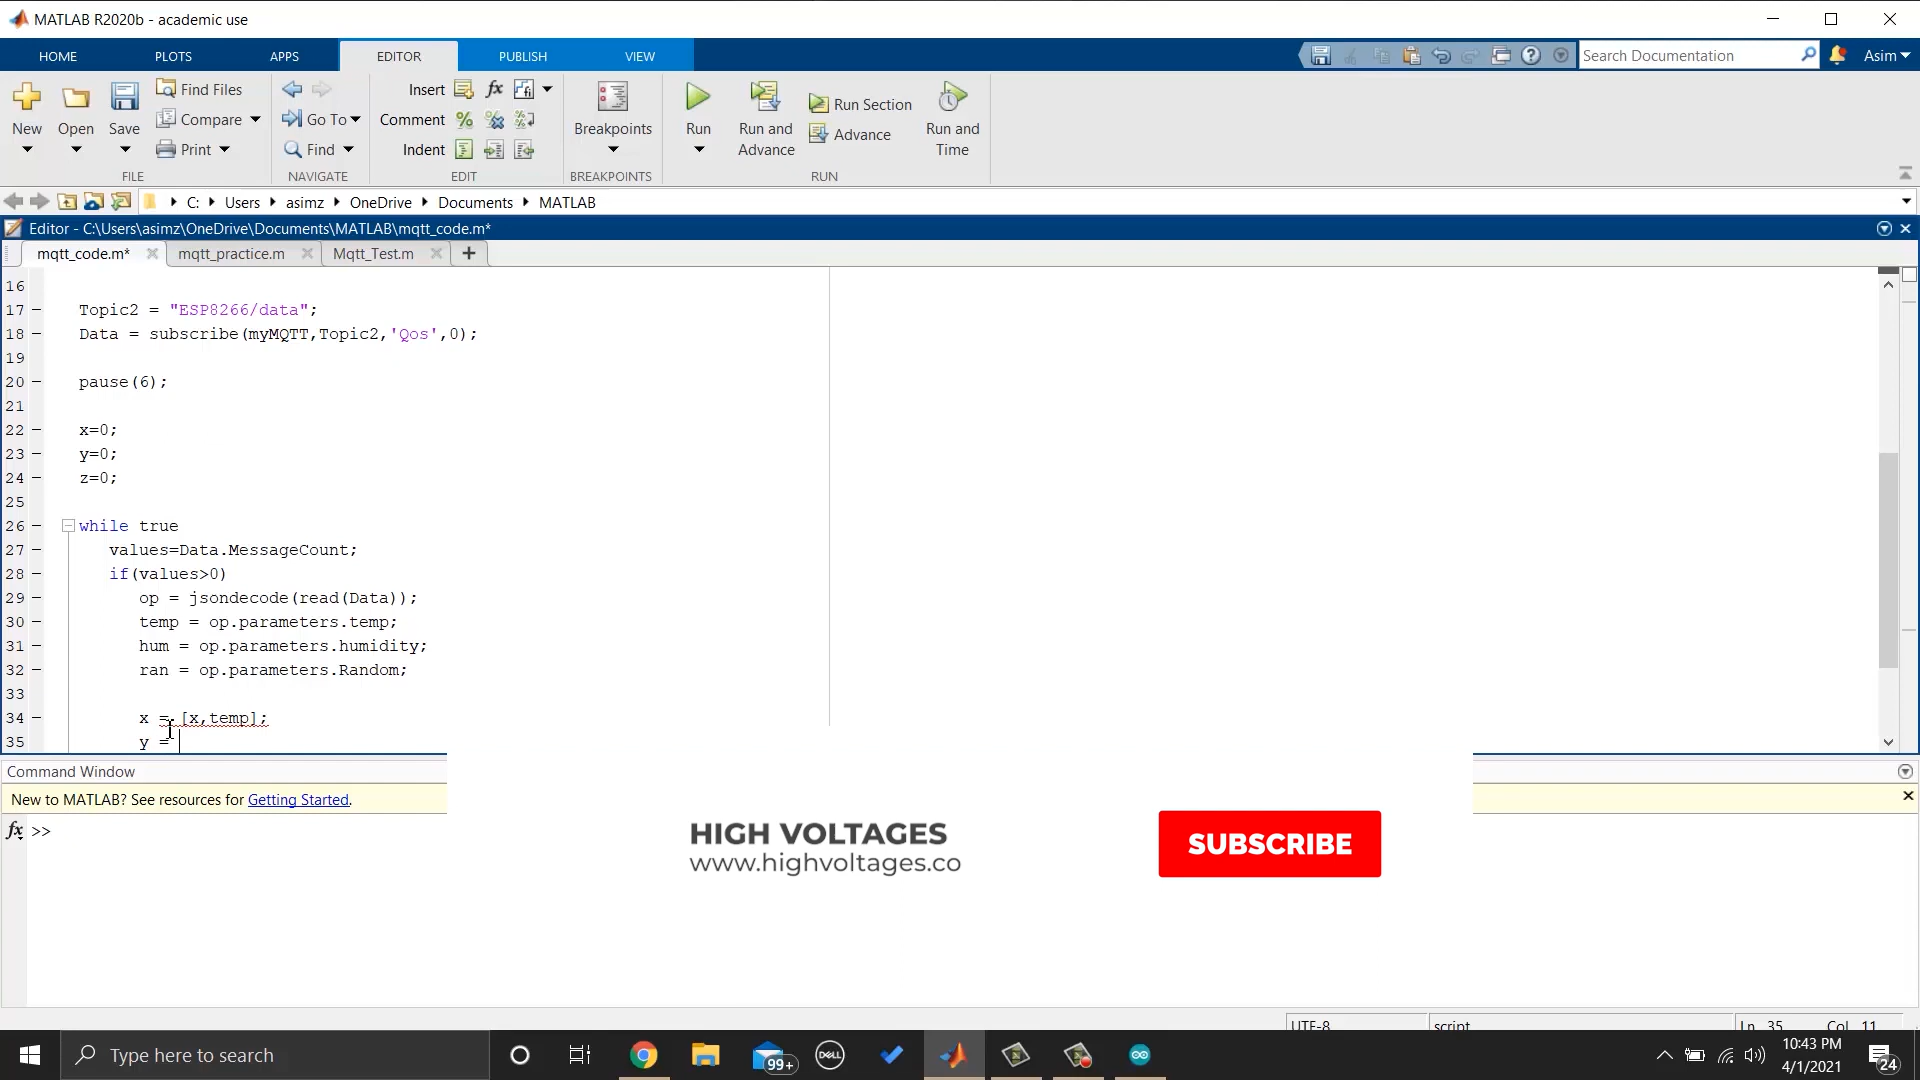 MATLAB R2020b - academic use
HOME PLOTS APPS EDITOR PUBLISH VIEW
Search Documentation
Asim
New Open Save
Find Files
Compare
Print
FILE
Go To
Find
NAVIGATE
Insert fx
Comment
Indent
EDIT
Breakpoints
BREAKPOINTS
Run
Run and Advance
Run Section
Advance
Run and Time
RUN
C: Users asimz OneDrive Documents MATLAB
Editor - C:\Users\asimz\OneDrive\Documents\MATLAB\mqtt_code.m*
mqtt_code.m* mqtt_practice.m Mqtt_Test.m +
16
17 – Topic2 = "ESP8266/data";
18 – Data = subscribe(myMQTT,Topic2,'Qos',0);
19
20 – pause(6);
21
22 – x=0;
23 – y=0;
24 – z=0;
25
26 – while true
27 – values=Data.MessageCount;
28 – if(values>0)
29 – op = jsondecode(read(Data));
30 – temp = op.parameters.temp;
31 – hum = op.parameters.humidity;
32 – ran = op.parameters.Random;
33
34 – x = [x,temp];
35 y =
Command Window
New to MATLAB? See resources for Getting Started.
fx >>
HIGH VOLTAGES
www.highvoltages.co
SUBSCRIBE
UTF-8 script Ln 35 Col 11
Type here to search
99+
DELL
10:43 PM
4/1/2021
24